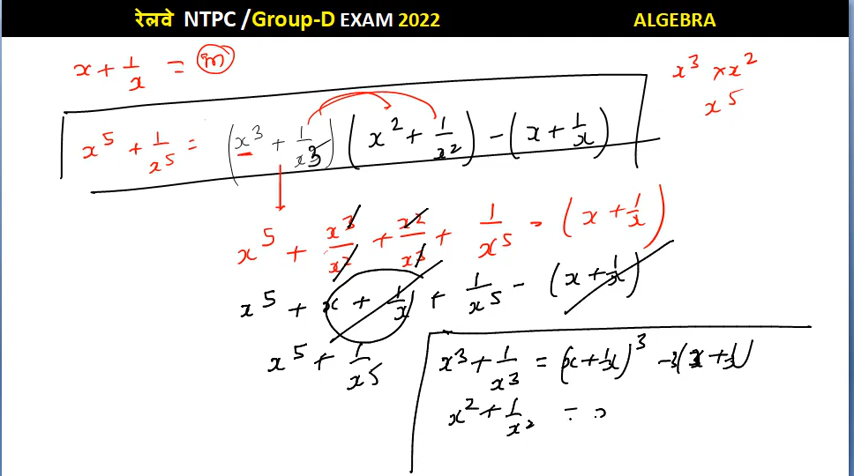 रेलवे NTPC /Group-D EXAM 2022 ALGEBRA
x + 1/x = m
x³ × x²
x⁵
x⁵ + 1/x⁵ = (x³ + 1/x³) (x² + 1/x²) – (x + 1/x)
x⁵ + x³/x² + x²/x³ + 1/x⁵ – (x + 1/x)
x⁵ + x + 1/x + 1/x⁵ – (x + 1/x)
x⁵ + 1/x⁵
x³ + 1/x³ = (x + 1/x)³ – 3(x + 1/x)
x² + 1/x² =